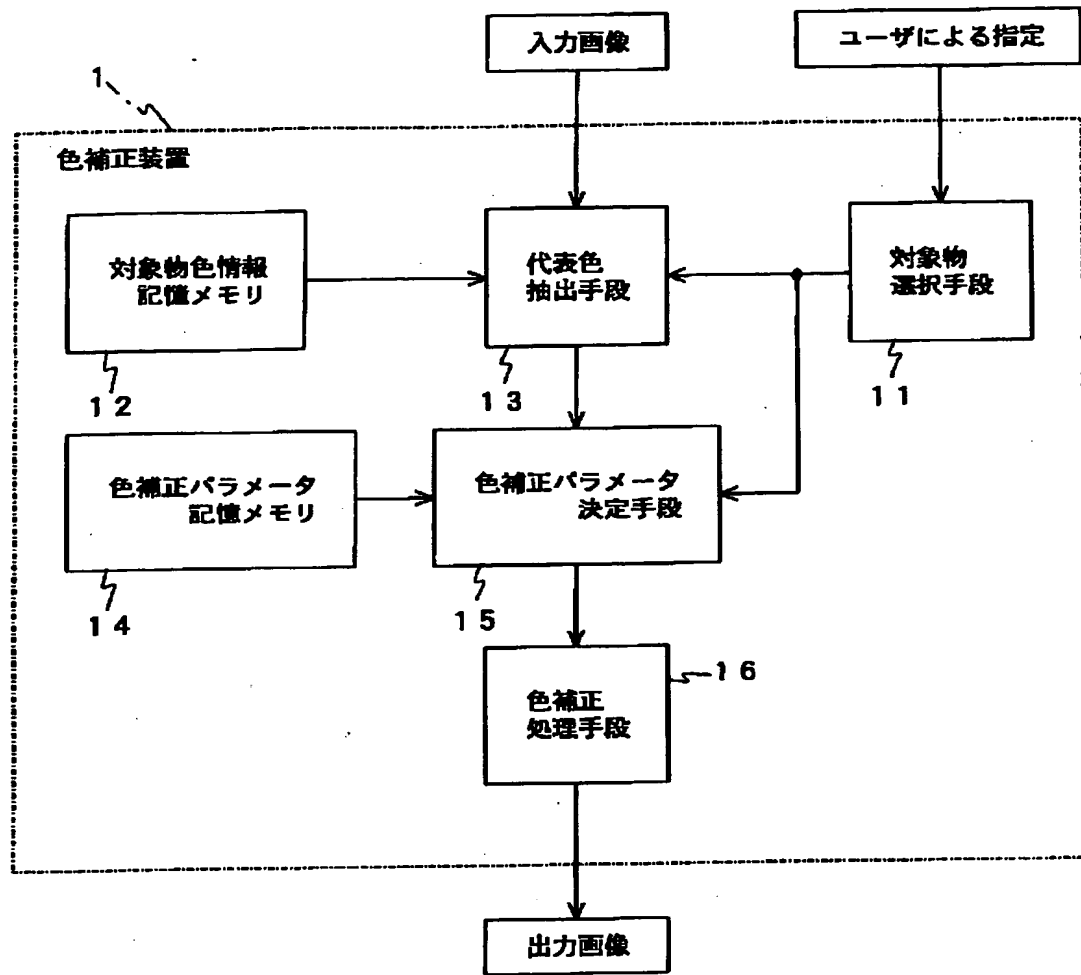 入力画像
ユーザによる指定
1
色補正装置
対象物色情報
記憶メモリ
代表色
抽出手段
対象物
選択手段
12
13
11
色補正パラメータ
記憶メモリ
色補正パラメータ
決定手段
14
15
色補正
処理手段
16
出力画像